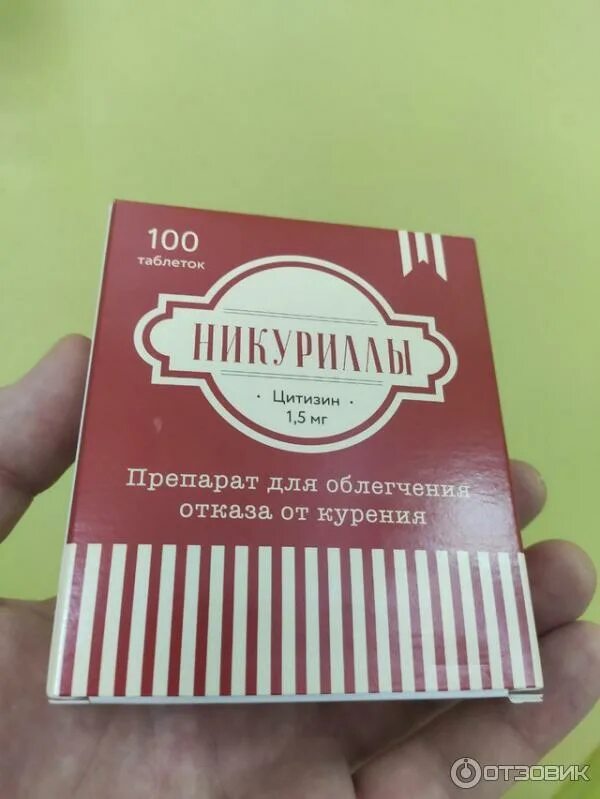 100
таблеток
НИКУРИЛЛЫ
· Цитизин ·
1,5 мг
Препарат для облегчения
отказа от курения
ОТЗОВИК